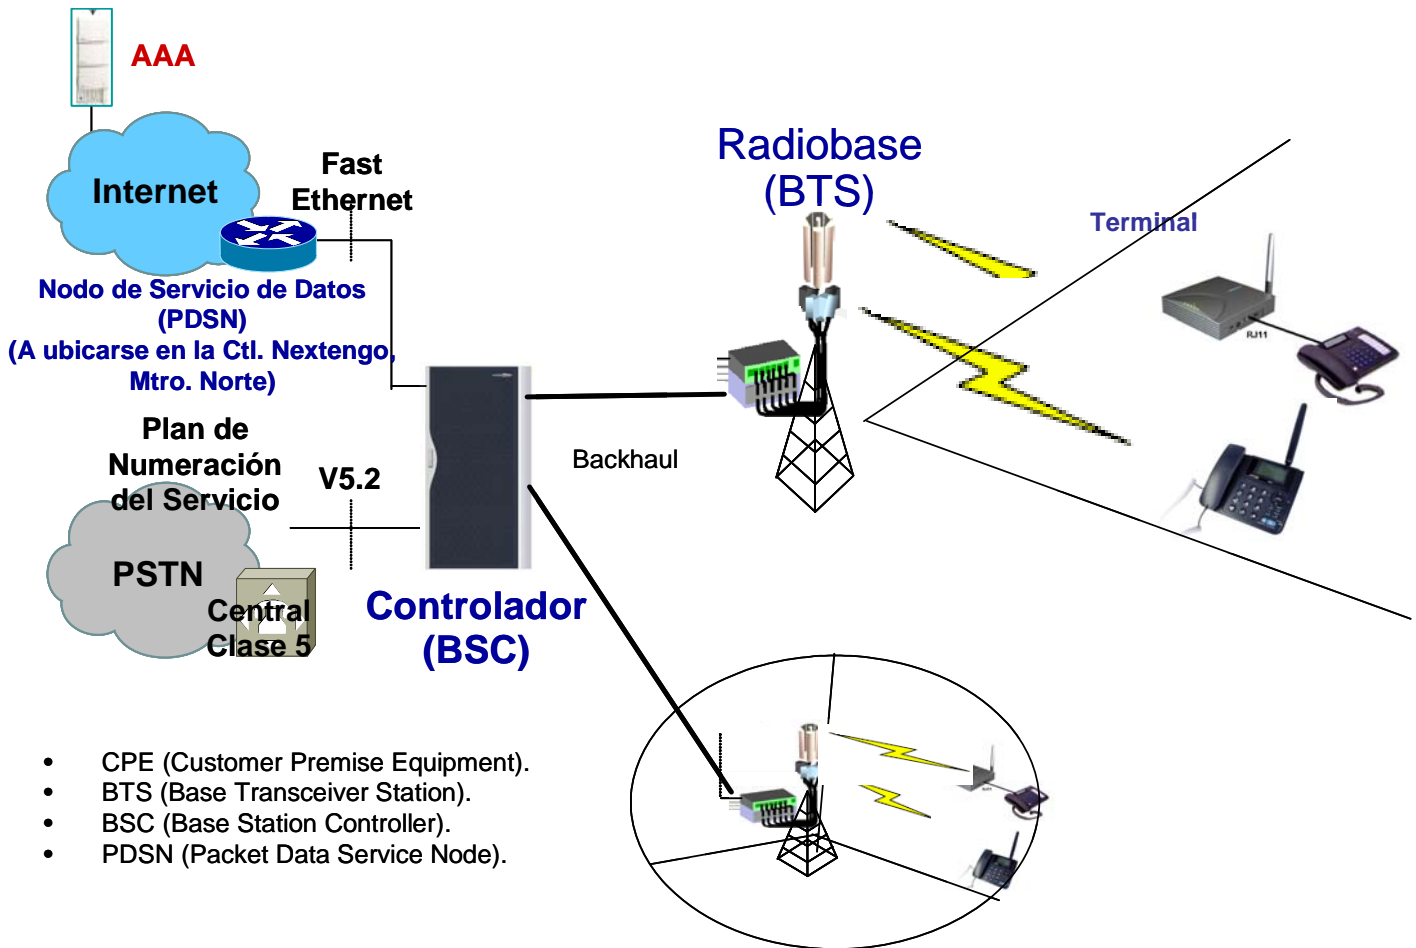 AAA
Internet
Fast
Ethernet
Nodo de Servicio de Datos
(PDSN)
(A ubicarse en la Ctl. Nextengo,
Mtro. Norte)
Radiobase
(BTS)
Terminal
RJ11
Plan de
Numeración
del Servicio
V5.2
Backhaul
PSTN
Central
Clase 5
Controlador
(BSC)
• CPE (Customer Premise Equipment).
• BTS (Base Transceiver Station).
• BSC (Base Station Controller).
• PDSN (Packet Data Service Node).